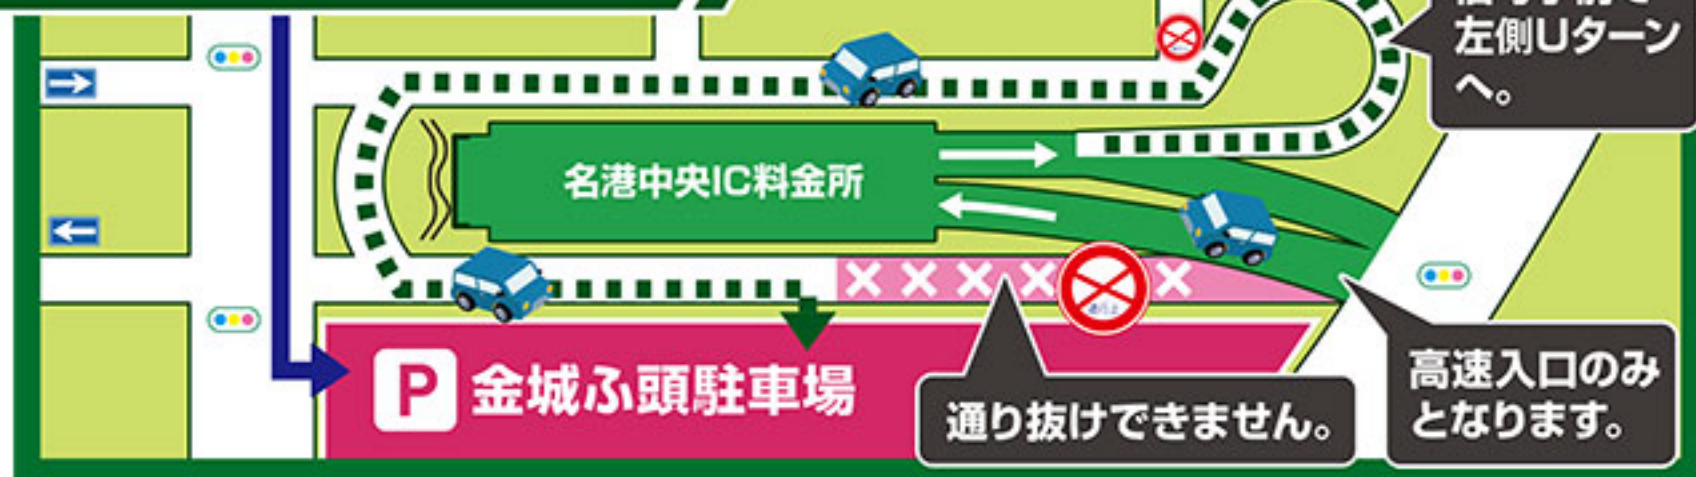 左側Uターン
へ。
名港中央IC料金所
P 金城ふ頭駐車場
通り抜けできません。
高速入口のみ
となります。